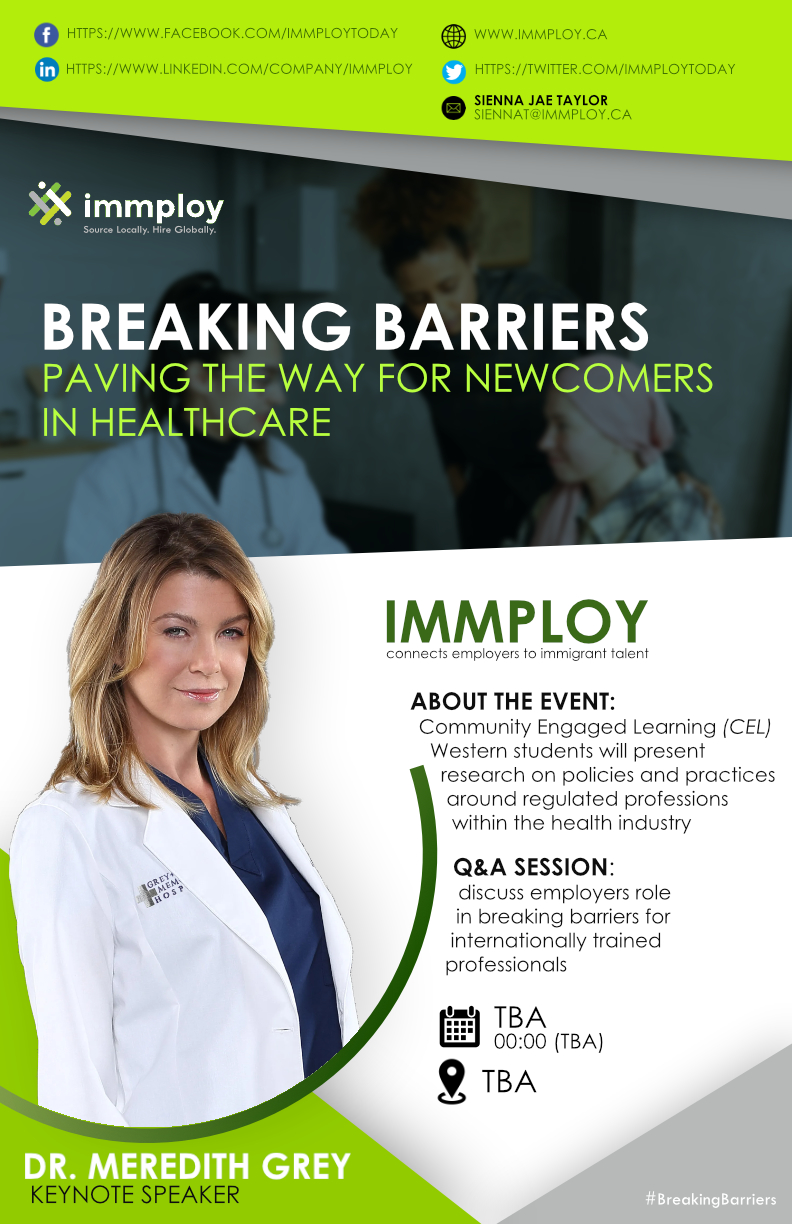 HTTPS://WWW.FACEBOOK.COM/IMMPLOYTODAY
HTTPS://WWW.LINKEDIN.COM/COMPANY/IMMPLOY
WWW.IMMPLOY.CA
HTTPS://TWITTER.COM/IMMPLOYTODAY
SIENNA JAE TAYLOR
SIENNAT@IMMPLOY.CA
immploy
Source Locally. Hire Globally.
BREAKING BARRIERS
PAVING THE WAY FOR NEWCOMERS
IN HEALTHCARE
IMMPLOY
connects employers to immigrant talent
ABOUT THE EVENT:
Community Engaged Learning (CEL)
Western students will present
research on policies and practices
around regulated professions
within the health industry
Q&A SESSION:
discuss employers role
in breaking barriers for
internationally trained
professionals
TBA
00:00 (TBA)
TBA
GREY
DR. MEREDITH GREY
KEYNOTE SPEAKER
#BreakingBarriers